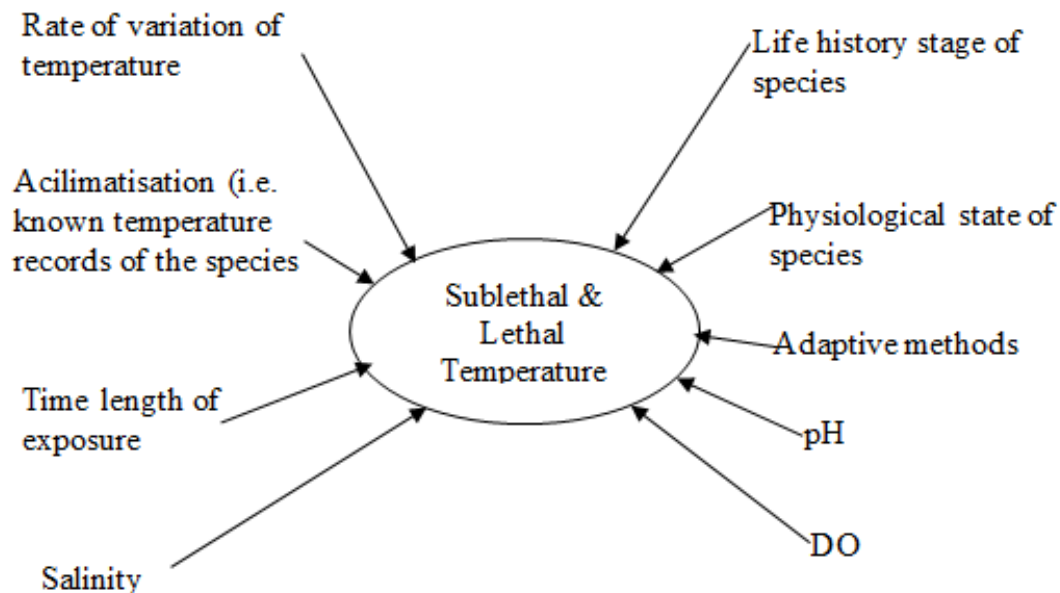 Rate of variation of
temperature
Life history stage of
species
Acilimatisation (i.e.
known temperature
records of the species
Physiological state of
species
Sublethal &
Lethal
Temperature
Adaptive methods
Time length of
exposure
pH
DO
Salinity